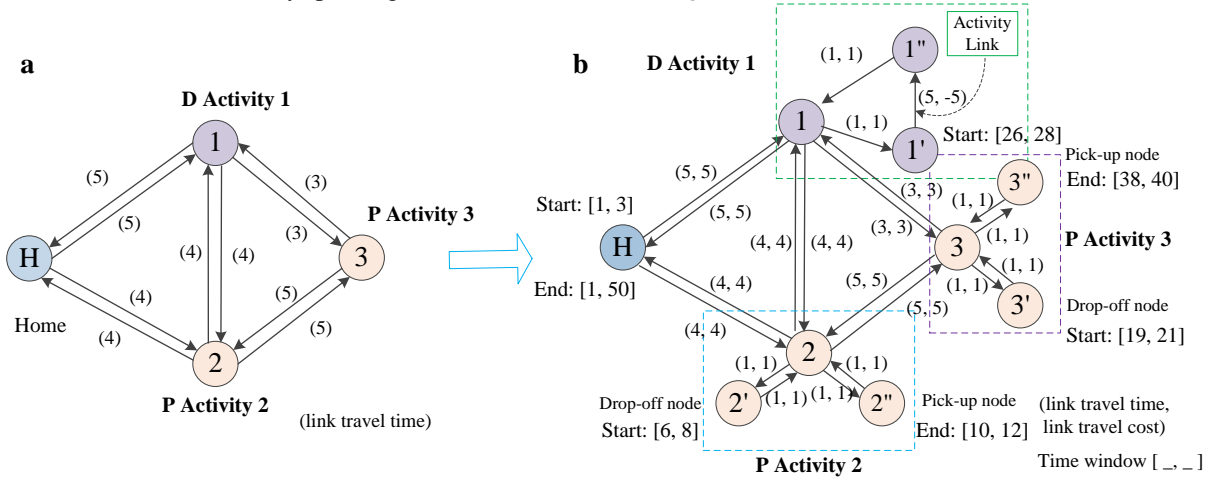 a
D Activity 1
1
(5)
(5)
(3)
(3)
P Activity 3
H
(4)
(4)
3
(4)
(4)
(5)
(5)
Home
2
P Activity 2
(link travel time)
b
D Activity 1
1"
Activity
Link
(1, 1)
(5, -5)
1
(1, 1)
1'
Start: [26, 28]
Pick-up node
End: [38, 40]
3"
(5, 5)
(5, 5)
(3, 3)
(3, 3)
(1, 1)
(1, 1)
Start: [1, 3]
H
End: [1, 50]
(4, 4)
(4, 4)
3
P Activity 3
(1, 1)
(1, 1)
3'
Drop-off node
Start: [19, 21]
(4, 4)
(4, 4)
(5, 5)
(5, 5)
2
(1, 1)
(1, 1)
(1, 1)
(1, 1)
2'
2"
Drop-off node
Start: [6, 8]
Pick-up node
End: [10, 12]
P Activity 2
(link travel time,
link travel cost)
Time window [ _, _ ]